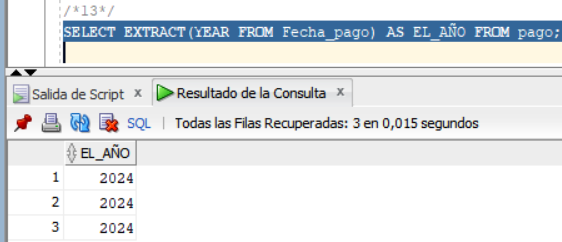 /*13*/
SELECT EXTRACT(YEAR FROM Fecha_pago) AS EL_AÑO FROM pago;
Salida de Script x Resultado de la Consulta x
SQL | Todas las Filas Recuperadas: 3 en 0,015 segundos
EL_AÑO
1 2024
2 2024
3 2024